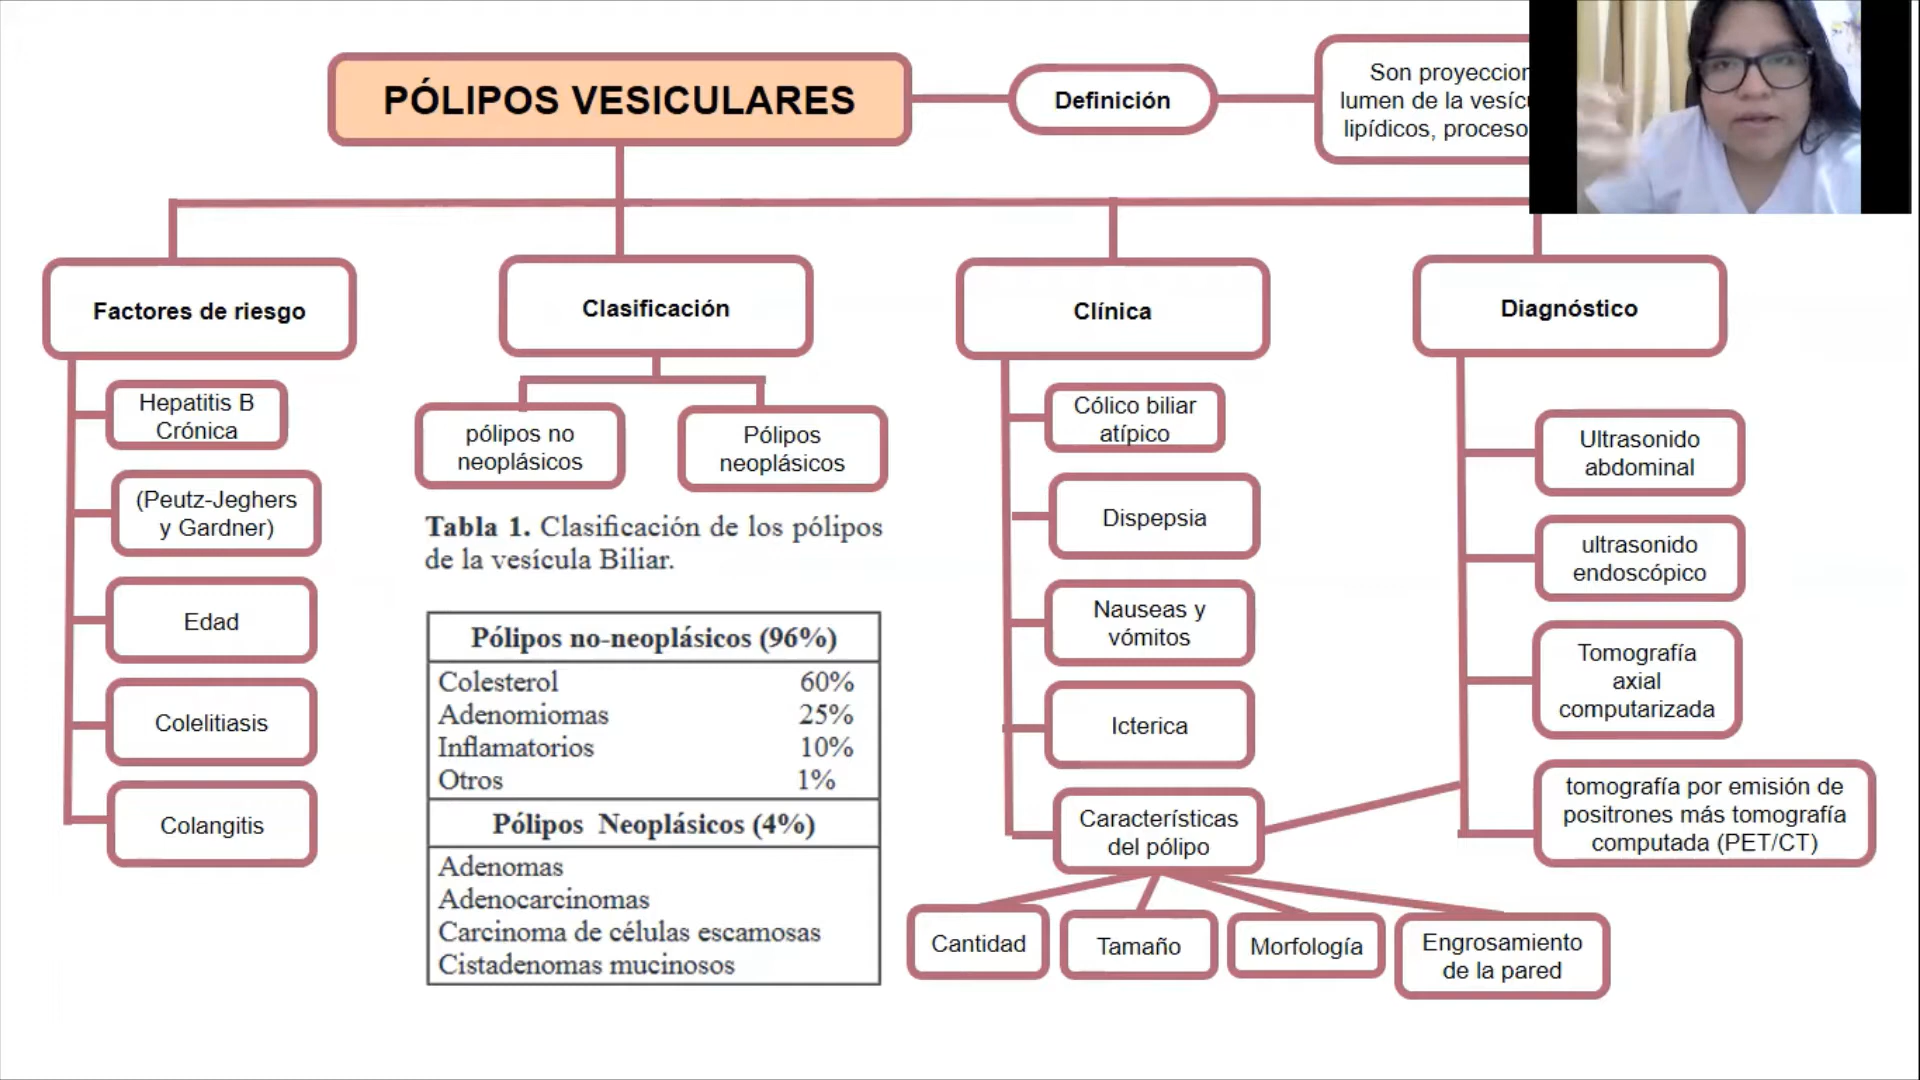 PÓLIPOS VESICULARES
Definición
Son
lumen de la
lipídicos,
Factores de riesgo
Hepatitis B
Crónica
(Peutz-Jeghers
y Gardner)
Edad
Colelitiasis
Colangitis
Clasificación
pólipos no
neoplásicos
Pólipos
neoplásicos
Tabla 1. Clasificación de los pólipos
de la vesícula Biliar.
Pólipos no-neoplásicos (96%)
Colesterol 60%
Adenomiomas 25%
Inflamatorios 10%
Otros 1%
Pólipos Neoplásicos (4%)
Adenomas
Adenocarcinomas
Carcinoma de células escamosas
Cistadenomas mucinosos
Clínica
Cólico biliar
atípico
Dispepsia
Nauseas y
vómitos
Icterica
Características
del pólipo
Cantidad
Tamaño
Morfología
Engrosamiento
de la pared
Diagnóstico
Ultrasonido
abdominal
ultrasonido
endoscópico
Tomografía
axial
computarizada
tomografía por emisión de
positrones más tomografía
computada (PET/CT)